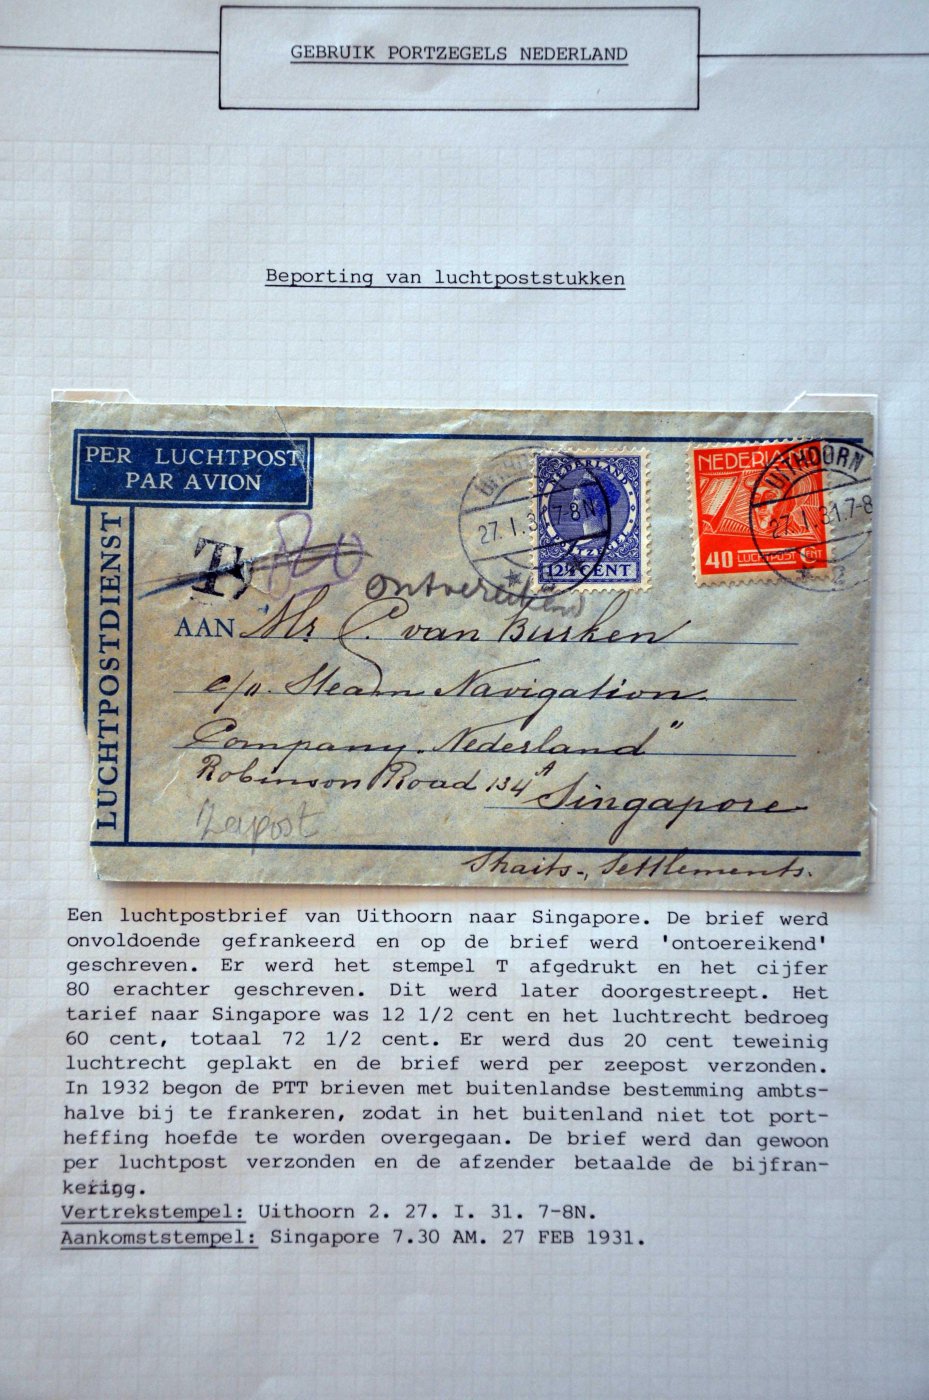 GEBRUIK PORTZEGELS NEDERLAND
Beporting van luchtpoststukken
PER LUCHTPOST
PAR AVION
LUCHTPOSTDIENST
T
80
UITHOORN
27.I.31.7-8N
NEDERLAND
POSTZEGEL
12½ CENT
NEDERLAND
40 LUCHTPOST CENT
UITHOORN
27.I.31.7-8
2
ontoereikend
AAN Mr C. van Burken
c/o. Steam Navigation
Company „Nederland"
Robinson Road 134A
Singapore
Zeepost
Straits-, Settlements.
Een luchtpostbrief van Uithoorn naar Singapore. De brief werd
onvoldoende gefrankeerd en op de brief werd 'ontoereikend'
geschreven. Er werd het stempel T afgedrukt en het cijfer
80 erachter geschreven. Dit werd later doorgestreept. Het
tarief naar Singapore was 12 1/2 cent en het luchtrecht bedroeg
60 cent, totaal 72 1/2 cent. Er werd dus 20 cent teweinig
luchtrecht geplakt en de brief werd per zeepost verzonden.
In 1932 begon de PTT brieven met buitenlandse bestemming ambts-
halve bij te frankeren, zodat in het buitenland niet tot port-
heffing hoefde te worden overgegaan. De brief werd dan gewoon
per luchtpost verzonden en de afzender betaalde de bijfran-
kering.
Vertrekstempel: Uithoorn 2. 27. I. 31. 7-8N.
Aankomststempel: Singapore 7.30 AM. 27 FEB 1931.